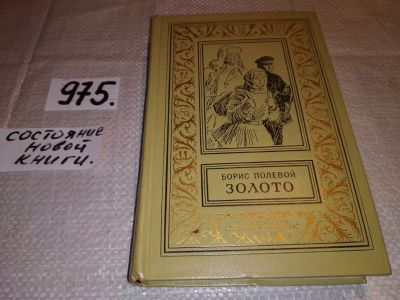 975.
состояние
новой
книги.
БОРИС ПОЛЕВОЙ
ЗОЛОТО